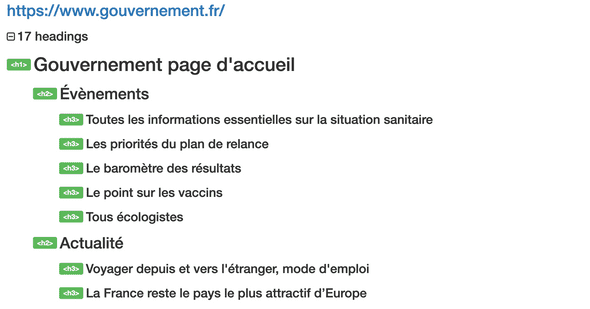 https://www.gouvernement.fr/
17 headings
<h1> Gouvernement page d'accueil
<h2> Évènements
<h3> Toutes les informations essentielles sur la situation sanitaire
<h3> Les priorités du plan de relance
<h3> Le baromètre des résultats
<h3> Le point sur les vaccins
<h3> Tous écologistes
<h2> Actualité
<h3> Voyager depuis et vers l'étranger, mode d'emploi
<h3> La France reste le pays le plus attractif d’Europe